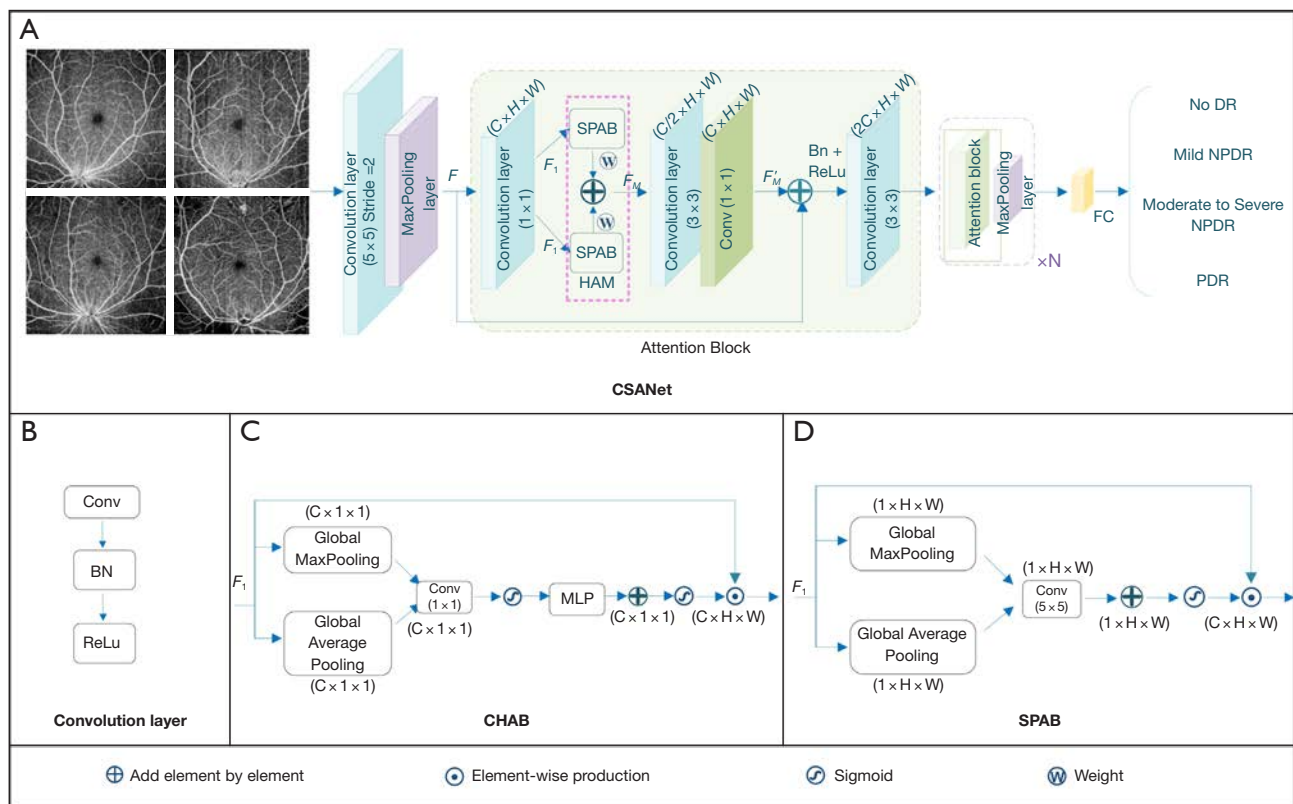 A
Convolution layer
(5 × 5) Stride =2
MaxPooling
layer
F
(C × H × W)
Convolution layer
(1 × 1)
F1
F1
SPAB
W
W
SPAB
HAM
FM
(C/2 × H × W)
Convolution layer
(3 × 3)
(C × H × W)
Conv (1 × 1)
F′M
Bn +
ReLu
(2C × H × W)
Convolution layer
(3 × 3)
Attention block
MaxPooling
layer
×N
FC
No DR
Mild NPDR
Moderate to Severe
NPDR
PDR
Attention Block
CSANet
B
Conv
BN
ReLu
Convolution layer
C
F1
(C × 1 × 1)
Global
MaxPooling
Global
Average
Pooling
(C × 1 × 1)
Conv
(1 × 1)
(C × 1 × 1)
MLP
(C × 1 × 1)
(C × H × W)
CHAB
D
F1
(1 × H × W)
Global
MaxPooling
Global Average
Pooling
(1 × H × W)
(1 × H × W)
Conv
(5 × 5)
(1 × H × W)
(C × H × W)
SPAB
Add element by element
Element-wise production
Sigmoid
W Weight